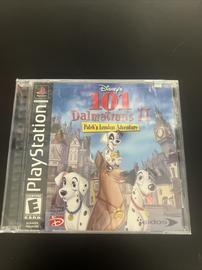 PlayStation
Disney's
101
Dalmatians II
Patch's London Adventure
E
eidos